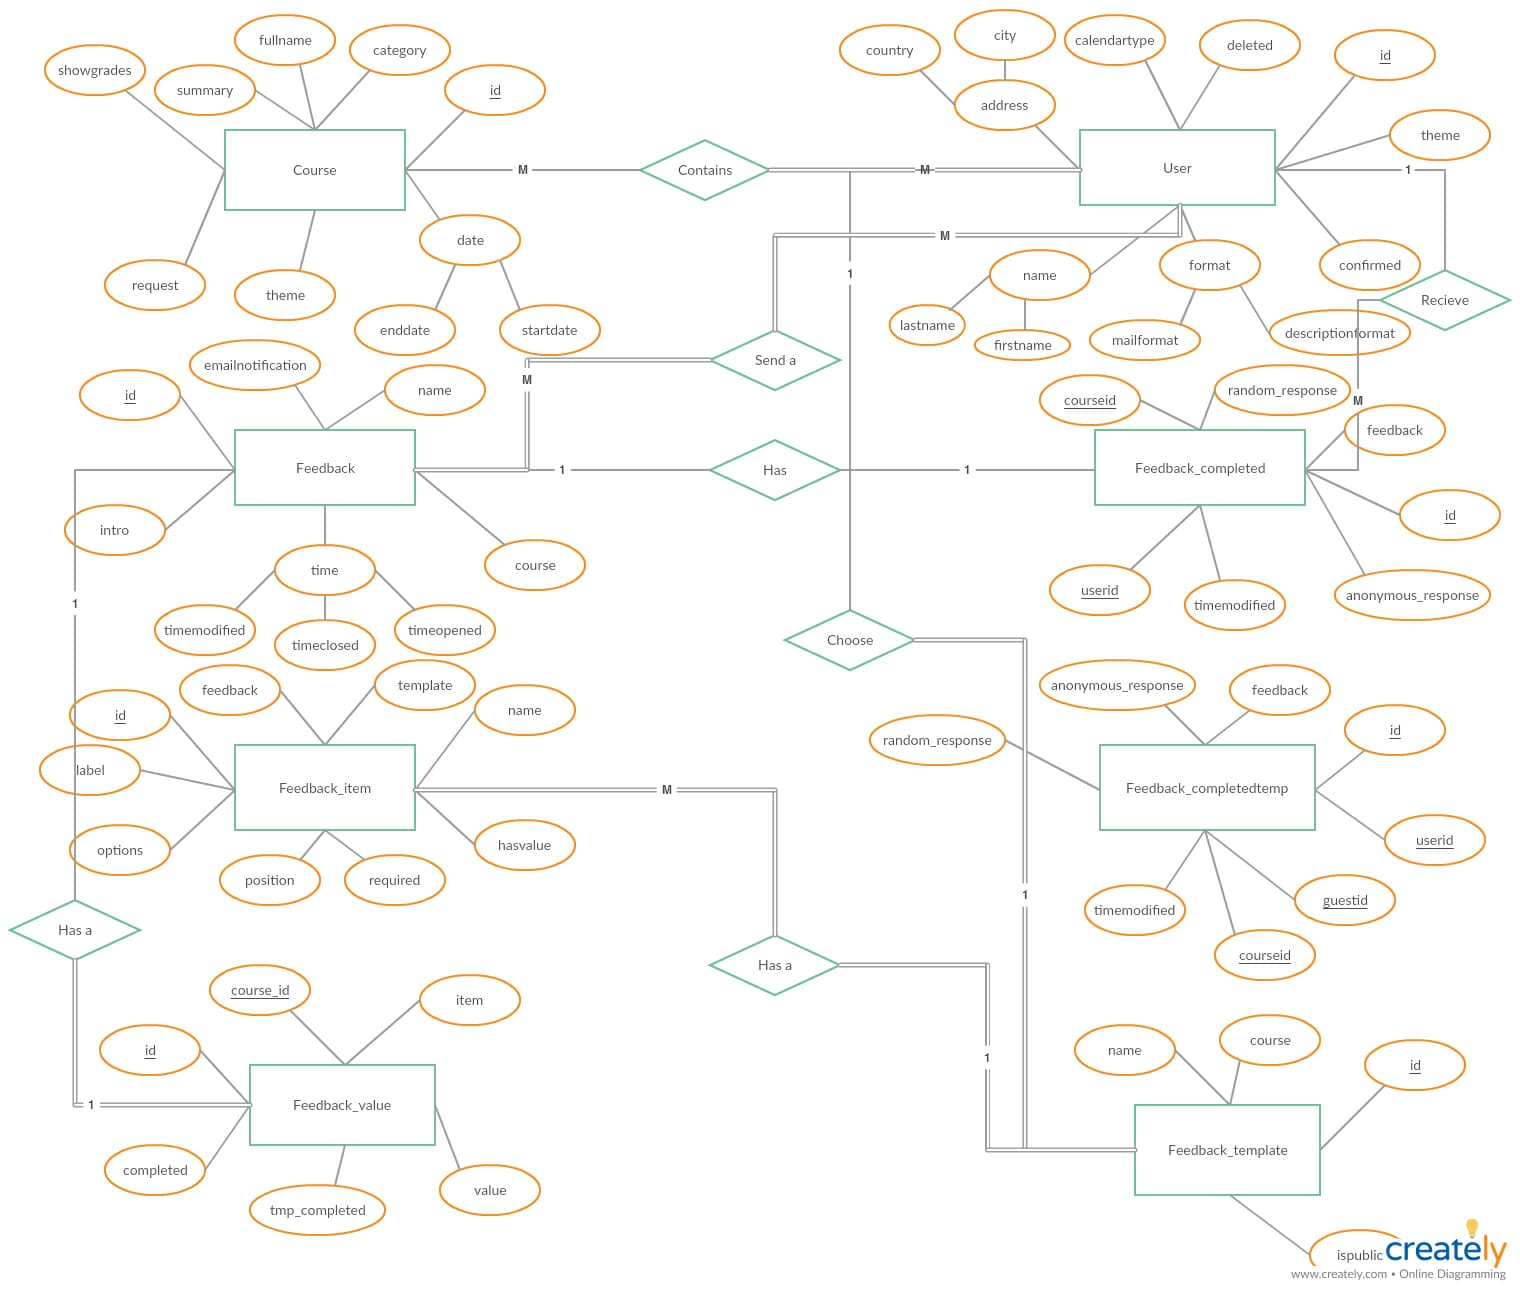 fullname
city
category
country
calendartype
deleted
id
showgrades
summary
id
address
theme
Course
M
Contains
M
User
1
date
M
request
theme
1
name
format
confirmed
Recieve
enddate
startdate
lastname
firstname
mailformat
descriptionformat
emailnotification
Send a
id
name
M
courseid
random_response
M
feedback
Feedback
1
Has
1
Feedback_completed
intro
id
course
time
userid
timemodified
anonymous_response
1
timemodified
timeclosed
timeopened
Choose
feedback
template
anonymous_response
feedback
id
name
random_response
id
label
Feedback_item
M
Feedback_completedtemp
options
hasvalue
userid
position
required
1
guestid
timemodified
Has a
courseid
Has a
course_id
item
id
name
course
1
id
1
Feedback_value
Feedback_template
completed
value
tmp_completed
ispublic
creately
www.creately.com • Online Diagramming